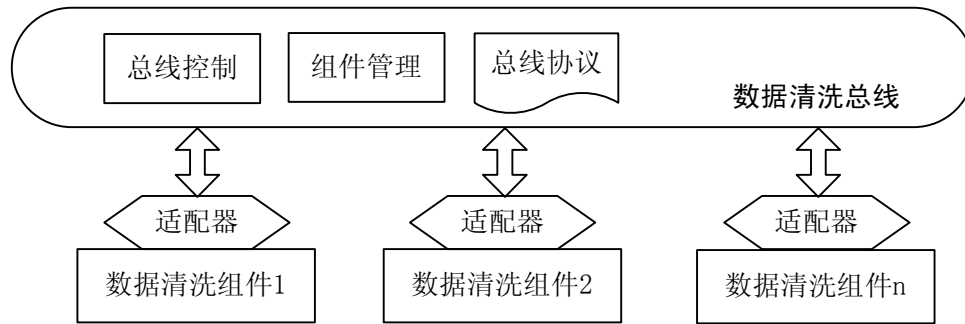 总线控制
组件管理
总线协议
数据清洗总线
适配器
适配器
适配器
数据清洗组件1
数据清洗组件2
数据清洗组件n